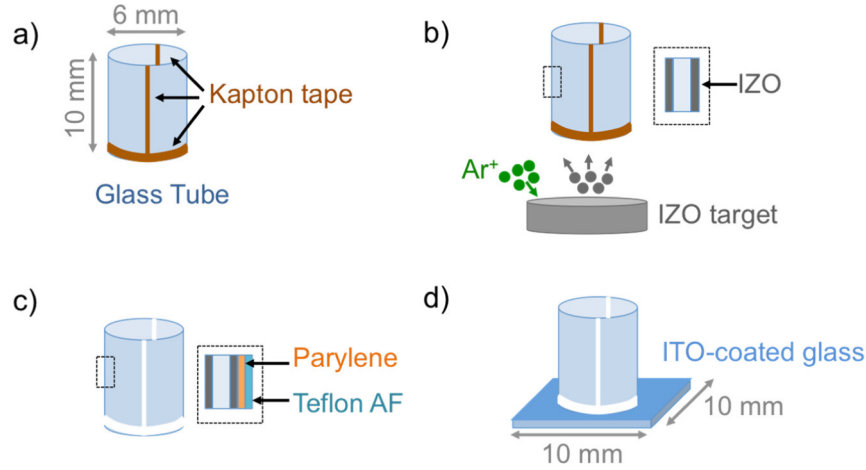 a)
6 mm
10 mm
Kapton tape
Glass Tube
b)
IZO
Ar⁺
IZO target
c)
Parylene
Teflon AF
d)
ITO-coated glass
10 mm
10 mm